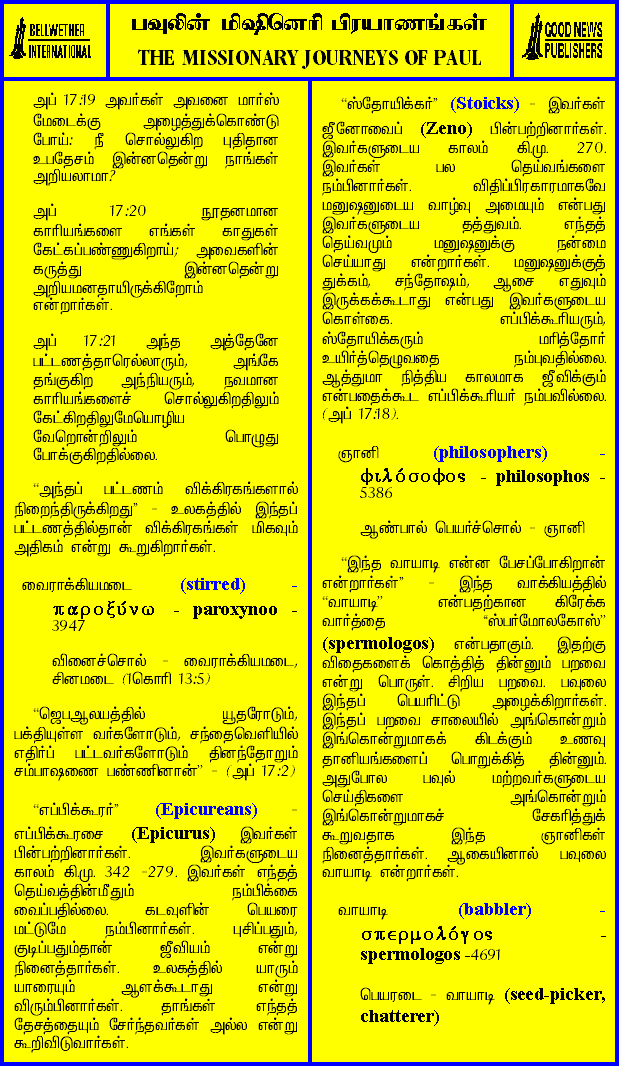 BELLWETHER
INTERNATIONAL
பவுலின் மிஷினெரி பிரயாணங்கள்
THE MISSIONARY JOURNEYS OF PAUL
GOOD NEWS
PUBLISHERS
அப் 17:19 அவர்கள் அவனை மார்ஸ்
மேடைக்கு அழைத்துக்கொண்டு
போய்: நீ சொல்லுகிற புதிதான
உபதேசம் இன்னதென்று நாங்கள்
அறியலாமா?
அப் 17:20 நூதனமான
காரியங்களை எங்கள் காதுகள்
கேட்கப்பண்ணுகிறாய்; அவைகளின்
கருத்து இன்னதென்று
அறியமனதாயிருக்கிறோம்
என்றார்கள்.
அப் 17:21 அந்த அத்தேனே
பட்டணத்தாரெல்லாரும், அங்கே
தங்குகிற அந்நியரும், நவமான
காரியங்களைச் சொல்லுகிறதிலும்
கேட்கிறதிலுமேயொழிய
வேறொன்றிலும் பொழுது
போக்குகிறதில்லை.
“அந்தப் பட்டணம் விக்கிரகங்களால்
நிறைந்திருக்கிறது” - உலகத்தில் இந்தப்
பட்டணத்தில்தான் விக்கிரகங்கள் மிகவும்
அதிகம் என்று கூறுகிறார்கள்.
வைராக்கியமடை (stirred) -
παροξύνω - paroxynoo -
3947
வினைச்சொல் - வைராக்கியமடை,
சினமடை (1கொரி 13:5)
“ஜெபஆலயத்தில் யூதரோடும்,
பக்தியுள்ள வர்களோடும், சந்தைவெளியில்
எதிர்ப் பட்டவர்களோடும் தினந்தோறும்
சம்பாஷணை பண்ணினான்” - (அப் 17:2)
“எப்பிக்கூரர்” (Epicureans) -
எப்பிக்கூரசை (Epicurus) இவர்கள்
பின்பற்றினார்கள். இவர்களுடைய
காலம் கி.மு. 342 -279. இவர்கள் எந்தத்
தெய்வத்தின்மீதும் நம்பிக்கை
வைப்பதில்லை. கடவுளின் பெயரை
மட்டுமே நம்பினார்கள். புசிப்பதும்,
குடிப்பதும்தான் ஜீவியம் என்று
நினைத்தார்கள். உலகத்தில் யாரும்
யாரையும் ஆளக்கூடாது என்று
விரும்பினார்கள். தாங்கள் எந்தத்
தேசத்தையும் சேர்ந்தவர்கள் அல்ல என்று
கூறிவிடுவார்கள்.
“ஸ்தோயிக்கர்” (Stoicks) - இவர்கள்
ஜீனோவைப் (Zeno) பின்பற்றினார்கள்.
இவர்களுடைய காலம் கி.மு. 270.
இவர்கள் பல தெய்வங்களை
நம்பினார்கள். விதிப்பிரகாரமாகவே
மனுஷனுடைய வாழ்வு அமையும் என்பது
இவர்களுடைய தத்துவம். எந்தத்
தெய்வமும் மனுஷனுக்கு நன்மை
செய்யாது என்றார்கள். மனுஷனுக்குத்
துக்கம், சந்தோஷம், ஆசை எதுவும்
இருக்கக்கூடாது என்பது இவர்களுடைய
கொள்கை. எப்பிக்கூரியரும்,
ஸ்தோயிக்கரும் மரித்தோர்
உயிர்த்தெழுவதை நம்புவதில்லை.
ஆத்துமா நித்திய காலமாக ஜீவிக்கும்
என்பதைக்கூட எப்பிக்கூரியர் நம்பவில்லை.
(அப் 17:18).
ஞானி (philosophers) -
φιλόσοφος - philosophos -
5386
ஆண்பால் பெயர்ச்சொல் - ஞானி
“இந்த வாயாடி என்ன பேசப்போகிறான்
என்றார்கள்” - இந்த வாக்கியத்தில்
“வாயாடி” என்பதற்கான கிரேக்க
வார்த்தை “ஸ்பர்மோலகோஸ்”
(spermologos) என்பதாகும். இதற்கு
விதைகளைக் கொத்தித் தின்னும் பறவை
என்று பொருள். சிறிய பறவை. பவுலை
இந்தப் பெயரிட்டு அழைக்கிறார்கள்.
இந்தப் பறவை சாலையில் அங்கொன்றும்
இங்கொன்றுமாகக் கிடக்கும் உணவு
தானியங்களைப் பொறுக்கித் தின்னும்.
அதுபோல பவுல் மற்றவர்களுடைய
செய்திகளை அங்கொன்றும்
இங்கொன்றுமாகச் சேகரித்துக்
கூறுவதாக இந்த ஞானிகள்
நினைத்தார்கள். ஆகையினால் பவுலை
வாயாடி என்றார்கள்.
வாயாடி (babbler) -
σπερμολόγος -
spermologos -4691
பெயரடை - வாயாடி (seed-picker,
chatterer)